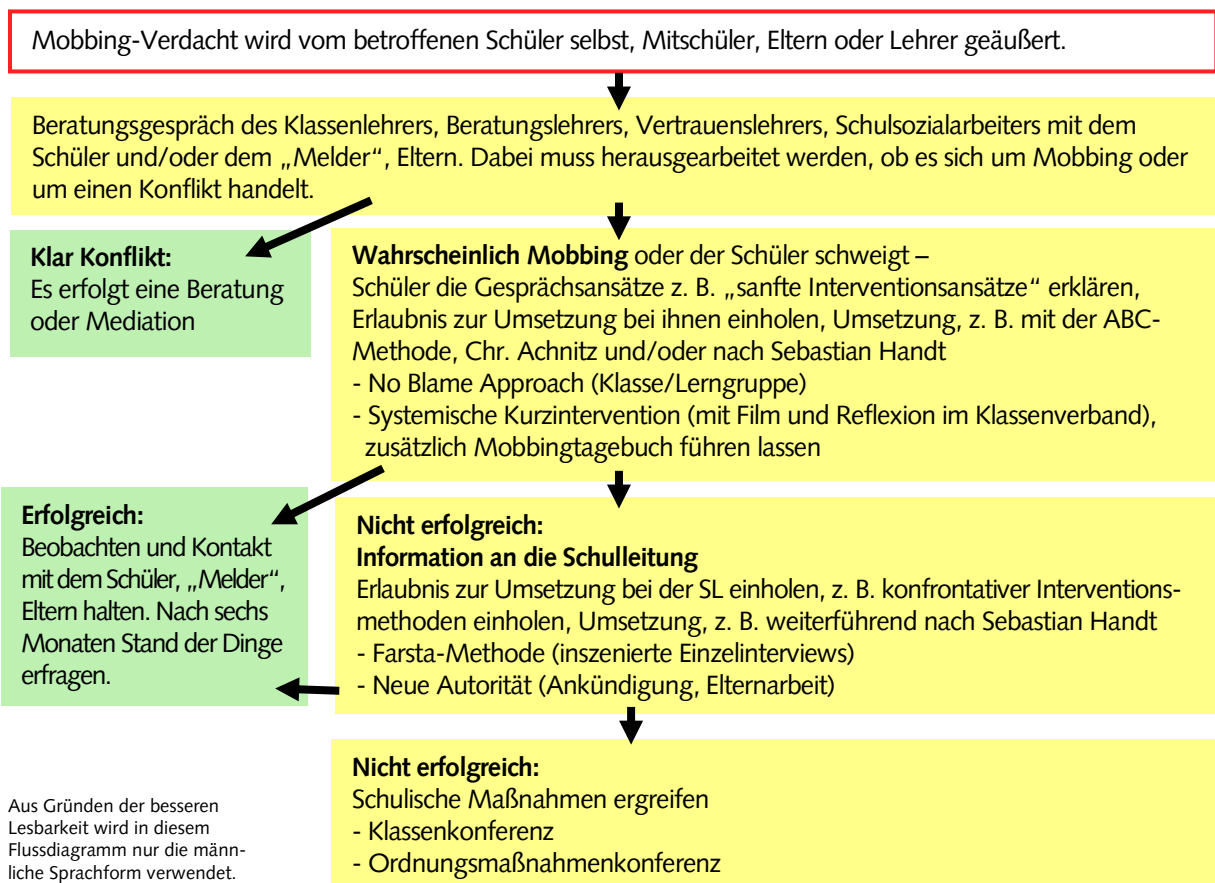 Mobbing-Verdacht wird vom betroffenen Schüler selbst, Mitschüler, Eltern oder Lehrer geäußert.
Beratungsgespräch des Klassenlehrers, Beratungslehrers, Vertrauenslehrers, Schulsozialarbeiters mit dem
Schüler und/oder dem „Melder“, Eltern. Dabei muss herausgearbeitet werden, ob es sich um Mobbing oder
um einen Konflikt handelt.
Klar Konflikt:
Es erfolgt eine Beratung
oder Mediation
Wahrscheinlich Mobbing oder der Schüler schweigt –
Schüler die Gesprächsansätze z. B. „sanfte Interventionsansätze“ erklären,
Erlaubnis zur Umsetzung bei ihnen einholen, Umsetzung, z. B. mit der ABC-
Methode, Chr. Achnitz und/oder nach Sebastian Handt
- No Blame Approach (Klasse/Lerngruppe)
- Systemische Kurzintervention (mit Film und Reflexion im Klassenverband),
zusätzlich Mobbingtagebuch führen lassen
Erfolgreich:
Beobachten und Kontakt
mit dem Schüler, „Melder“,
Eltern halten. Nach sechs
Monaten Stand der Dinge
erfragen.
Nicht erfolgreich:
Information an die Schulleitung
Erlaubnis zur Umsetzung bei der SL einholen, z. B. konfrontativer Interventions-
methoden einholen, Umsetzung, z. B. weiterführend nach Sebastian Handt
- Farsta-Methode (inszenierte Einzelinterviews)
- Neue Autorität (Ankündigung, Elternarbeit)
Nicht erfolgreich:
Schulische Maßnahmen ergreifen
- Klassenkonferenz
- Ordnungsmaßnahmenkonferenz
Aus Gründen der besseren
Lesbarkeit wird in diesem
Flussdiagramm nur die männ-
liche Sprachform verwendet.